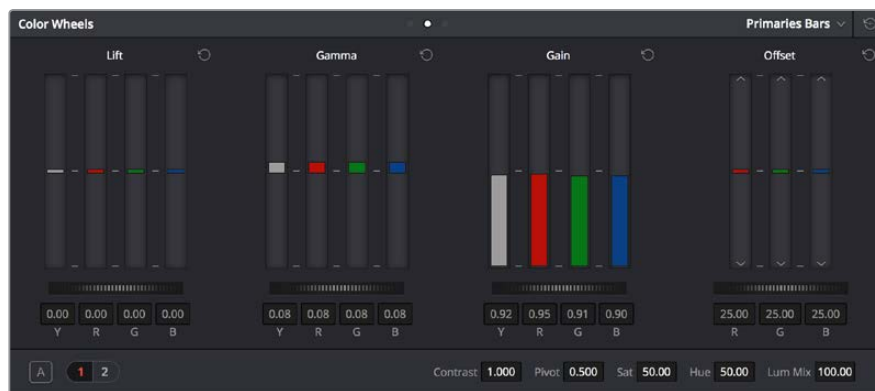 Color Wheels Primaries Bars
Lift Gamma Gain Offset
0.00 0.00 0.00 0.00 0.08 0.08 0.08 0.08 0.92 0.95 0.91 0.90 25.00 25.00 25.00
Y R G B Y R G B Y R G B R G B
A 1 2 Contrast 1.000 Pivot 0.500 Sat 50.00 Hue 50.00 Lum Mix 100.00